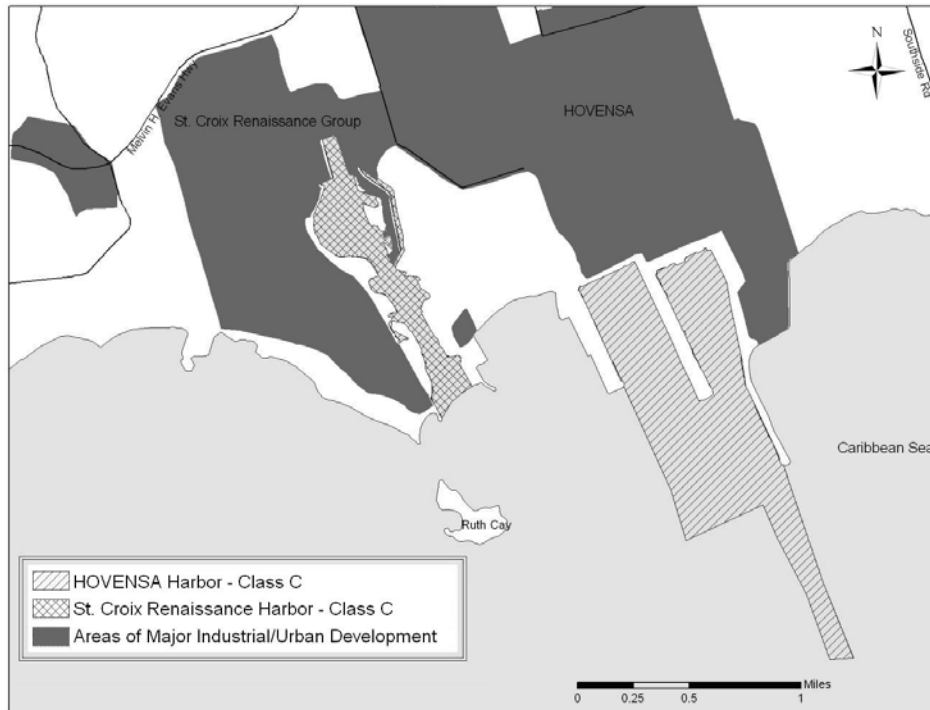 N
Southside Rd
Melvin H. Evans Hwy
St. Croix Renaissance Group
HOVENSA
Caribbean Sea
Ruth Cay
HOVENSA Harbor - Class C
St. Croix Renaissance Harbor - Class C
Areas of Major Industrial/Urban Development
Miles
0 0.25 0.5 1